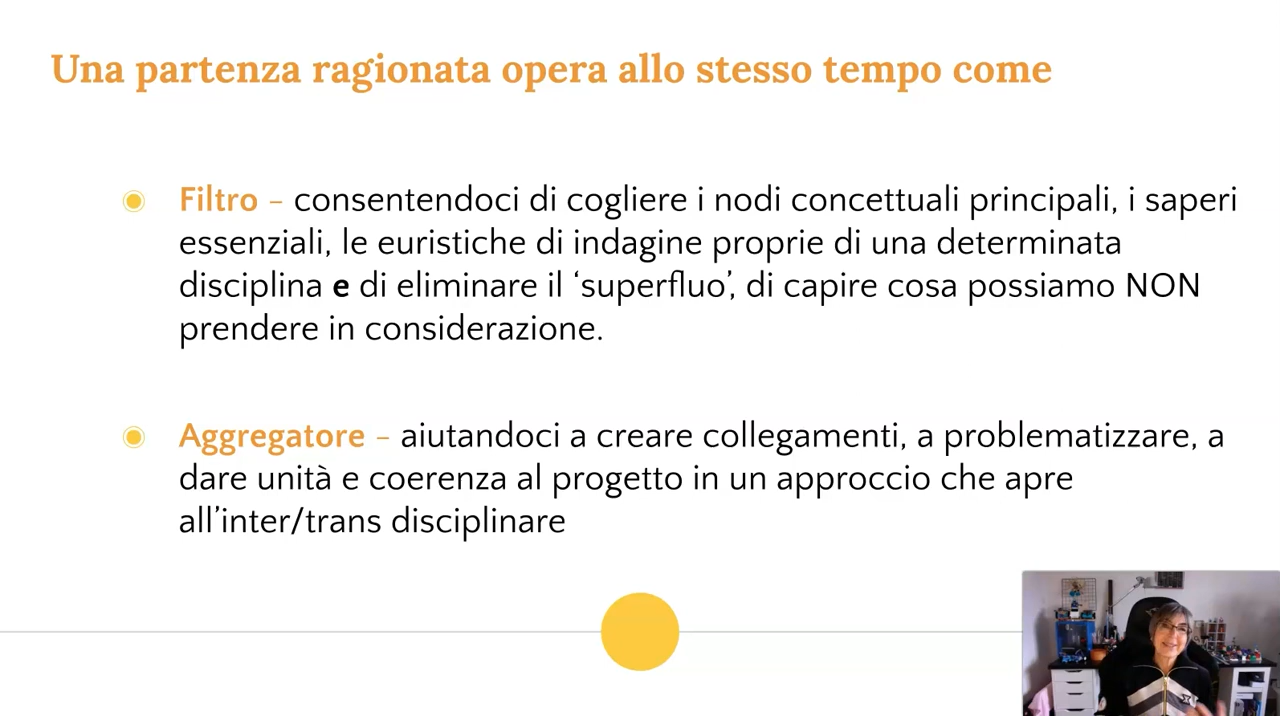 Una partenza ragionata opera allo stesso tempo come
Filtro – consentendoci di cogliere i nodi concettuali principali, i saperi
essenziali, le euristiche di indagine proprie di una determinata
disciplina e di eliminare il ‘superfluo’, di capire cosa possiamo NON
prendere in considerazione.
Aggregatore – aiutandoci a creare collegamenti, a problematizzare, a
dare unità e coerenza al progetto in un approccio che apre
all’inter/trans disciplinare